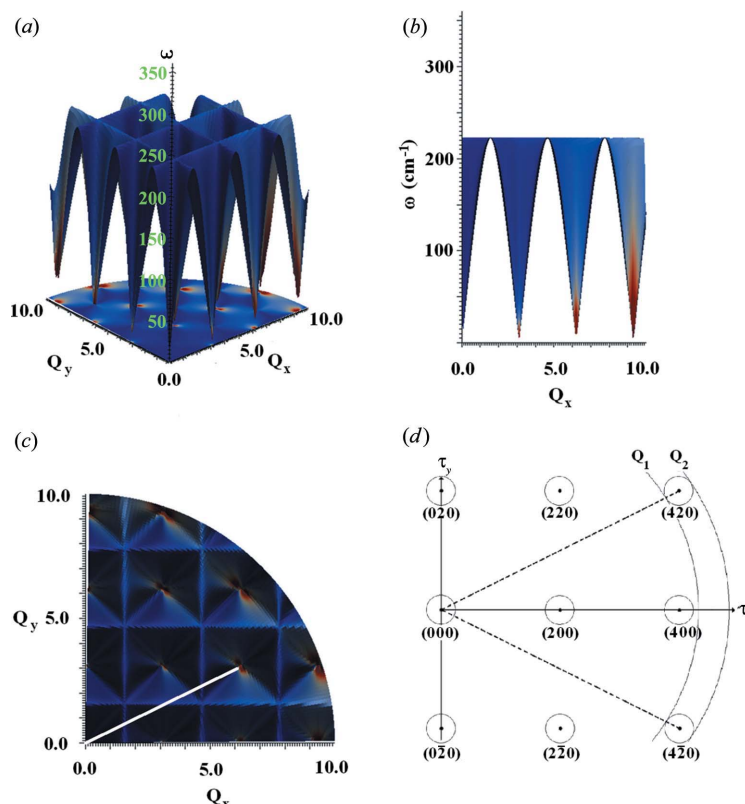 (a)
ω
350
300
250
200
150
100
50
10.0
5.0
0.0
5.0
10.0
Q_y
Q_x
(b)
300
200
100
ω (cm⁻¹)
0.0
5.0
10.0
Q_x
(c)
10.0
5.0
0.0
Q_y
0.0
5.0
10.0
Q_x
(d)
τ_y
Q_1
Q_2
(020)
(220)
(420)
τ
(000)
(200)
(400)
(02̄0)
(22̄0)
(42̄0)